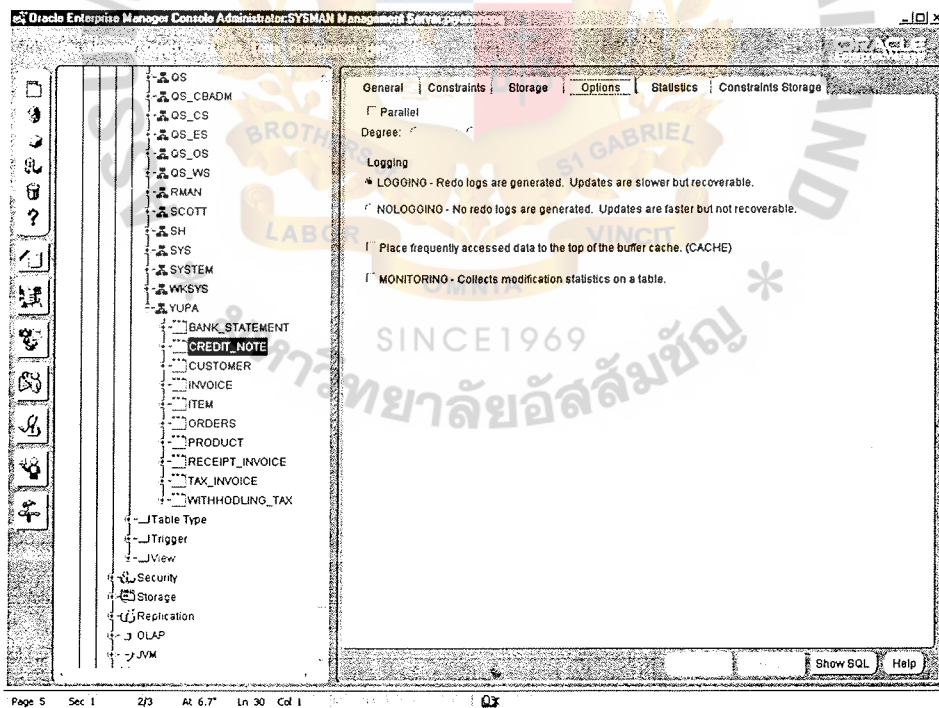 Oracle Enterprise Manager Console Administrator:SYSMAN Management Server
ORACLE
QS
QS_CBADM
QS_CS
QS_ES
QS_OS
QS_WS
RMAN
SCOTT
SH
SYS
SYSTEM
WKSYS
YUPA
BANK_STATEMENT
CREDIT_NOTE
CUSTOMER
INVOICE
ITEM
ORDERS
PRODUCT
RECEIPT_INVOICE
TAX_INVOICE
WITHHODLING_TAX
Table Type
Trigger
View
Security
Storage
Replication
OLAP
JVM
General Constraints Storage Options Statistics Constraints Storage
Parallel
Degree:
Logging
LOGGING - Redo logs are generated. Updates are slower but recoverable.
NOLOGGING - No redo logs are generated. Updates are faster but not recoverable.
Place frequently accessed data to the top of the buffer cache. (CACHE)
MONITORING - Collects modification statistics on a table.
Show SQL Help
Page 5 Sec 1 2/3 At 6.7" Ln 30 Col 1
BROTHERS
ST GABRIEL
LABOR
VINCIT
OMNIA
SINCE 1969